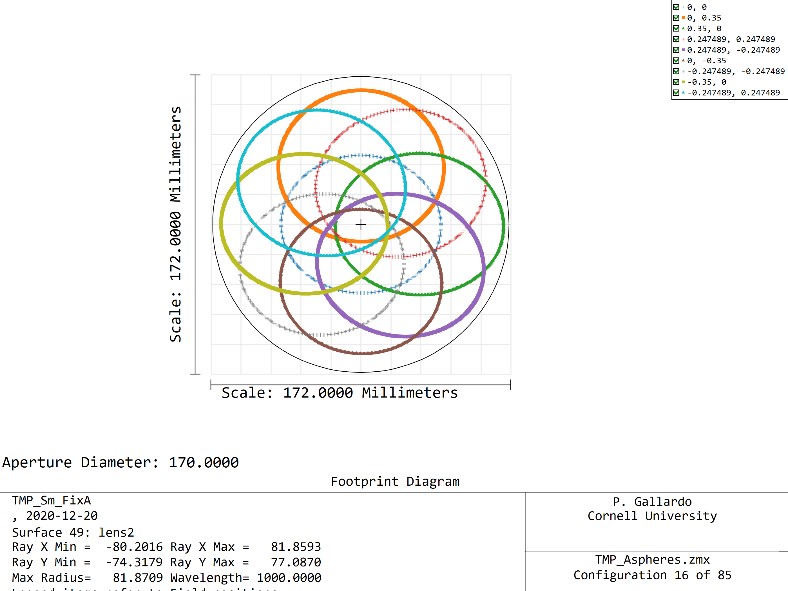 0, 0
0, 0.35
0.35, 0
0.247489, 0.247489
0.247489, -0.247489
0, -0.35
-0.247489, -0.247489
-0.35, 0
-0.247489, 0.247489
Scale: 172.0000 Millimeters
Scale: 172.0000 Millimeters
Aperture Diameter: 170.0000
Footprint Diagram
TMP_Sm_FixA
, 2020-12-20
Surface 49: lens2
Ray X Min = -80.2016 Ray X Max = 81.8593
Ray Y Min = -74.3179 Ray Y Max = 77.0870
Max Radius= 81.8709 Wavelength= 1000.0000
P. Gallardo
Cornell University
TMP_Aspheres.zmx
Configuration 16 of 85